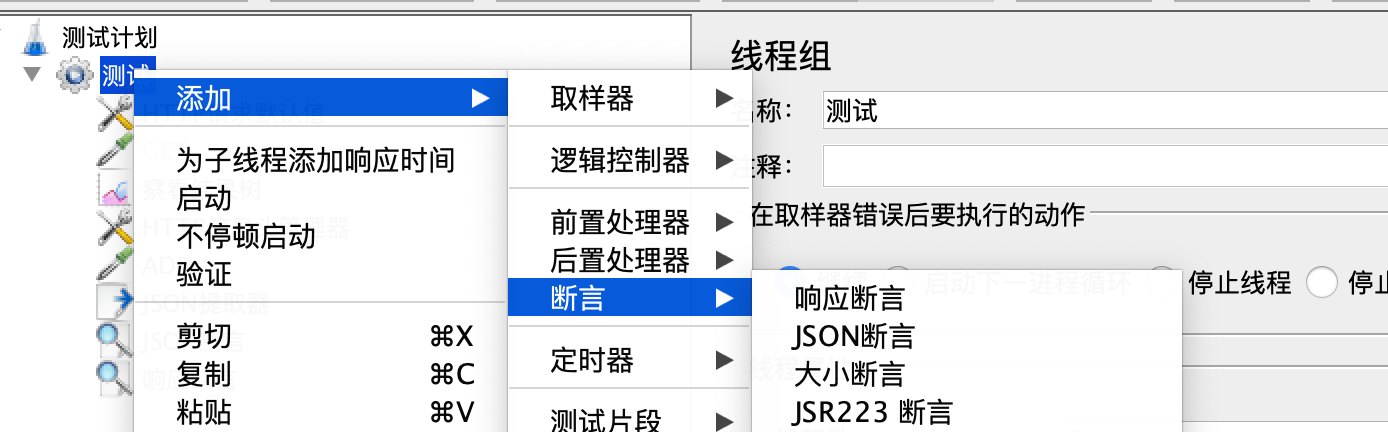 测试计划
测试
添加
为子线程添加响应时间
启动
不停顿启动
验证
剪切 ⌘X
复制 ⌘C
粘贴 ⌘V
取样器
逻辑控制器
前置处理器
后置处理器
断言
定时器
测试片段
响应断言
JSON断言
大小断言
JSR223 断言
线程组
名称： 测试
注释：
在取样器错误后要执行的动作
继续 启动下一进程循环 停止线程 停止